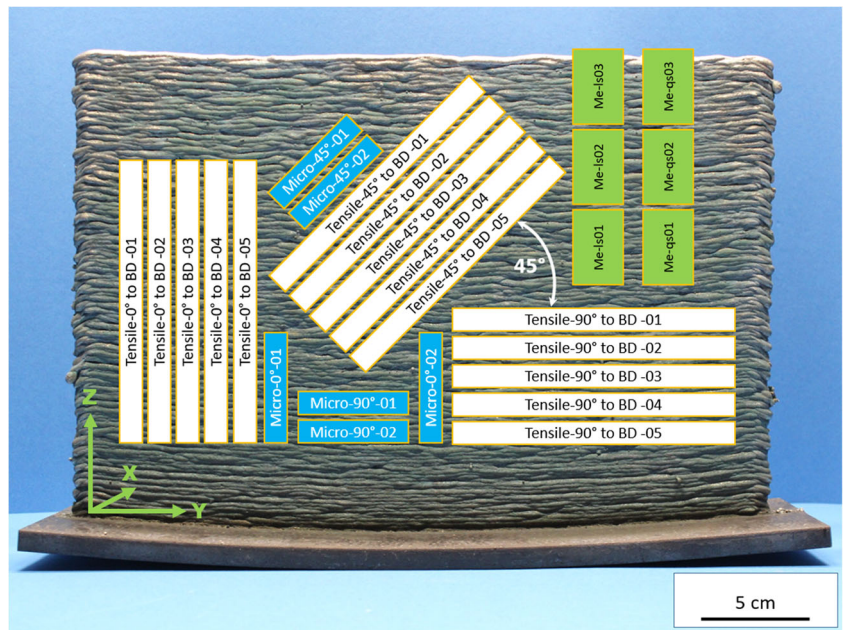 Me-ls03
Me-qs03
Micro-45°-01
Micro-45°-02
Tensile-45° to BD -01
Tensile-45° to BD -02
Tensile-45° to BD -03
Tensile-45° to BD -04
Tensile-45° to BD -05
Me-ls02
Me-qs02
Me-ls01
Me-qs01
Tensile-0° to BD -01
Tensile-0° to BD -02
Tensile-0° to BD -03
Tensile-0° to BD -04
Tensile-0° to BD -05
45°
Tensile-90° to BD -01
Tensile-90° to BD -02
Tensile-90° to BD -03
Tensile-90° to BD -04
Tensile-90° to BD -05
Micro-0°-01
Micro-90°-01
Micro-90°-02
Micro-0°-02
Z
X
Y
5 cm